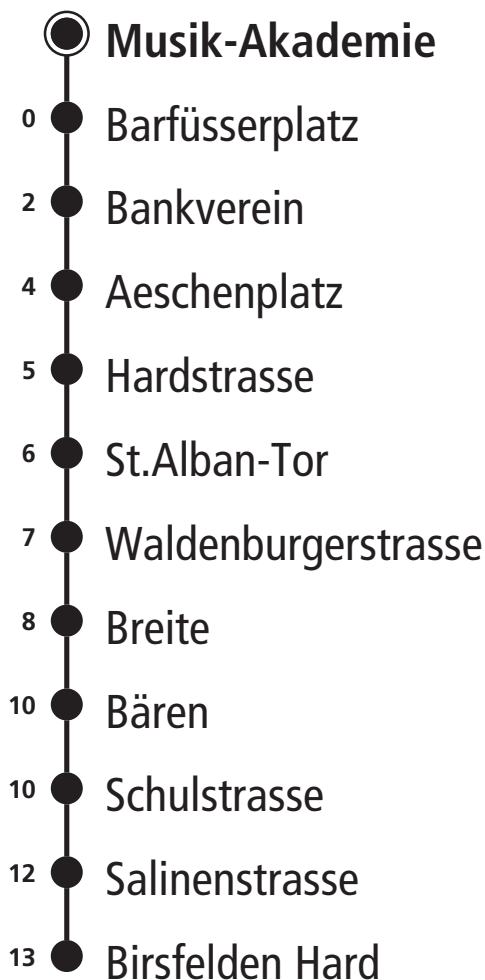 Musik-Akademie
0 Barfüsserplatz
2 Bankverein
4 Aeschenplatz
5 Hardstrasse
6 St.Alban-Tor
7 Waldenburgerstrasse
8 Breite
10 Bären
10 Schulstrasse
12 Salinenstrasse
13 Birsfelden Hard